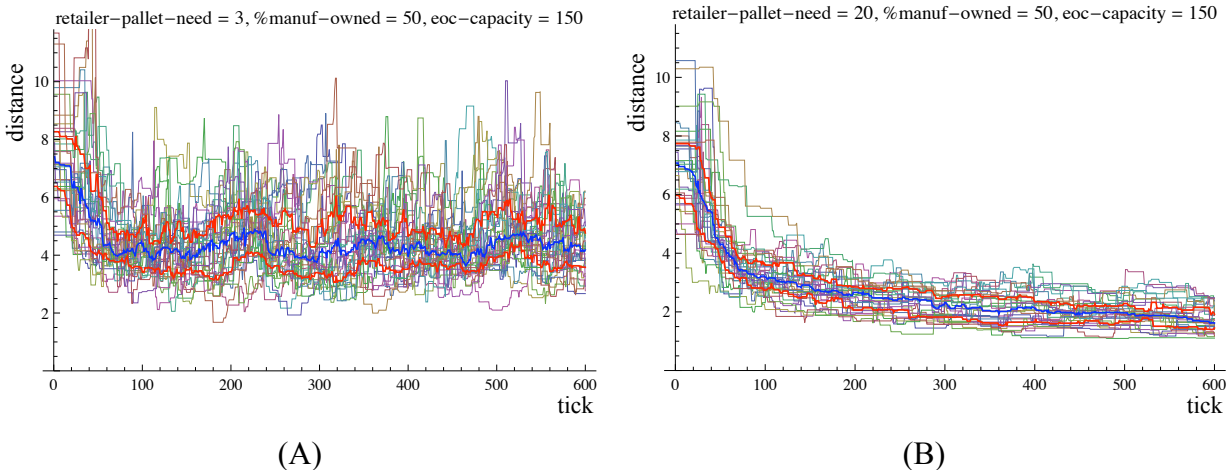 retailer−pallet−need = 3, %manuf−owned = 50, eoc−capacity = 150
distance
10
8
6
4
2
0 100 200 300 400 500 600
tick
(A)
retailer−pallet−need = 20, %manuf−owned = 50, eoc−capacity = 150
distance
10
8
6
4
2
0 100 200 300 400 500 600
tick
(B)